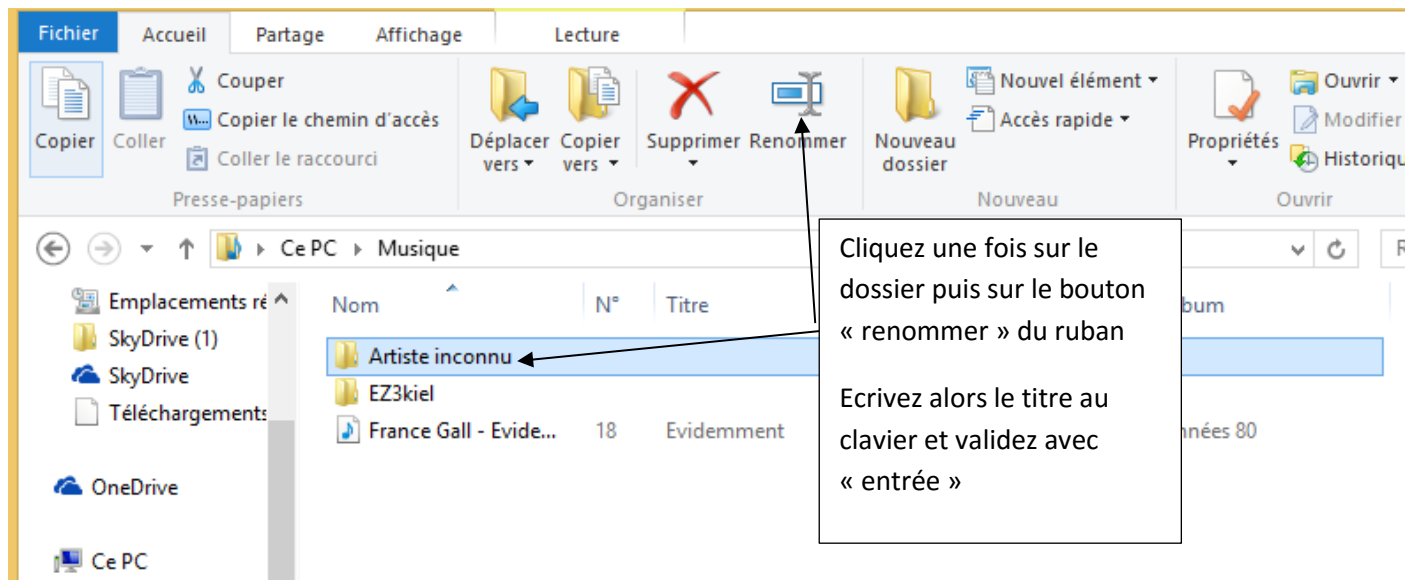 Fichier Accueil Partage Affichage Lecture
Copier
Coller
Couper
Copier le chemin d'accès
Coller le raccourci
Presse-papiers
Déplacer
vers
Copier
vers
Supprimer
Renommer
Organiser
Nouveau
dossier
Nouvel élément
Accès rapide
Nouveau
Propriétés
Ouvrir
Modifier
Historiqu
Ouvrir
Ce PC Musique
R
Emplacements ré
SkyDrive (1)
SkyDrive
Téléchargements
OneDrive
Ce PC
Nom N° Titre bum
Artiste inconnu
EZ3kiel
France Gall - Evide... 18 Evidemment nnées 80
Cliquez une fois sur le
dossier puis sur le bouton
« renommer » du ruban
Ecrivez alors le titre au
clavier et validez avec
« entrée »